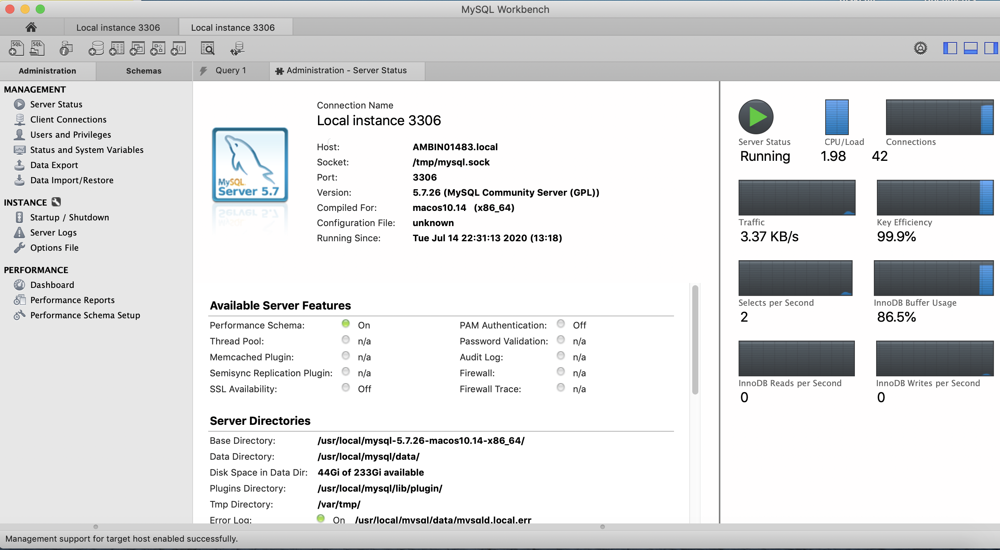 MySQL Workbench
Local instance 3306
Local instance 3306
SQL
SQL
f()
Administration
Schemas
Query 1
Administration - Server Status
MANAGEMENT
Server Status
Client Connections
Users and Privileges
Status and System Variables
Data Export
Data Import/Restore
INSTANCE
Startup / Shutdown
Server Logs
Options File
PERFORMANCE
Dashboard
Performance Reports
Performance Schema Setup
MySQL
Server 5.7
Connection Name
Local instance 3306
Host: AMBIN01483.local
Socket: /tmp/mysql.sock
Port: 3306
Version: 5.7.26 (MySQL Community Server (GPL))
Compiled For: macos10.14 (x86_64)
Configuration File: unknown
Running Since: Tue Jul 14 22:31:13 2020 (13:18)
Available Server Features
Performance Schema: On PAM Authentication: Off
Thread Pool: n/a Password Validation: n/a
Memcached Plugin: n/a Audit Log: n/a
Semisync Replication Plugin: n/a Firewall: n/a
SSL Availability: Off Firewall Trace: n/a
Server Directories
Base Directory: /usr/local/mysql-5.7.26-macos10.14-x86_64/
Data Directory: /usr/local/mysql/data/
Disk Space in Data Dir: 44Gi of 233Gi available
Plugins Directory: /usr/local/mysql/lib/plugin/
Tmp Directory: /var/tmp/
Error Log: On /usr/local/mysql/data/mysqld.local.err
Server Status CPU/Load Connections
Running 1.98 42
Traffic Key Efficiency
3.37 KB/s 99.9%
Selects per Second InnoDB Buffer Usage
2 86.5%
InnoDB Reads per Second InnoDB Writes per Second
0 0
Management support for target host enabled successfully.